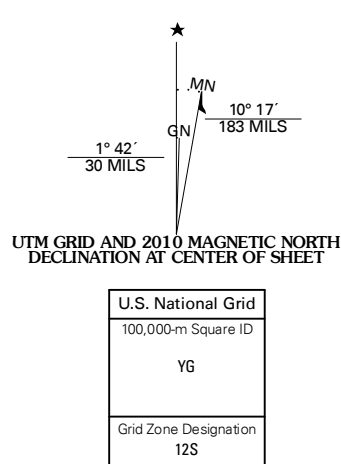 ★
MN
GN
10° 17´
183 MILS
1° 42´
30 MILS
UTM GRID AND 2010 MAGNETIC NORTH
DECLINATION AT CENTER OF SHEET
U.S. National Grid
100,000-m Square ID
YG
Grid Zone Designation
12S